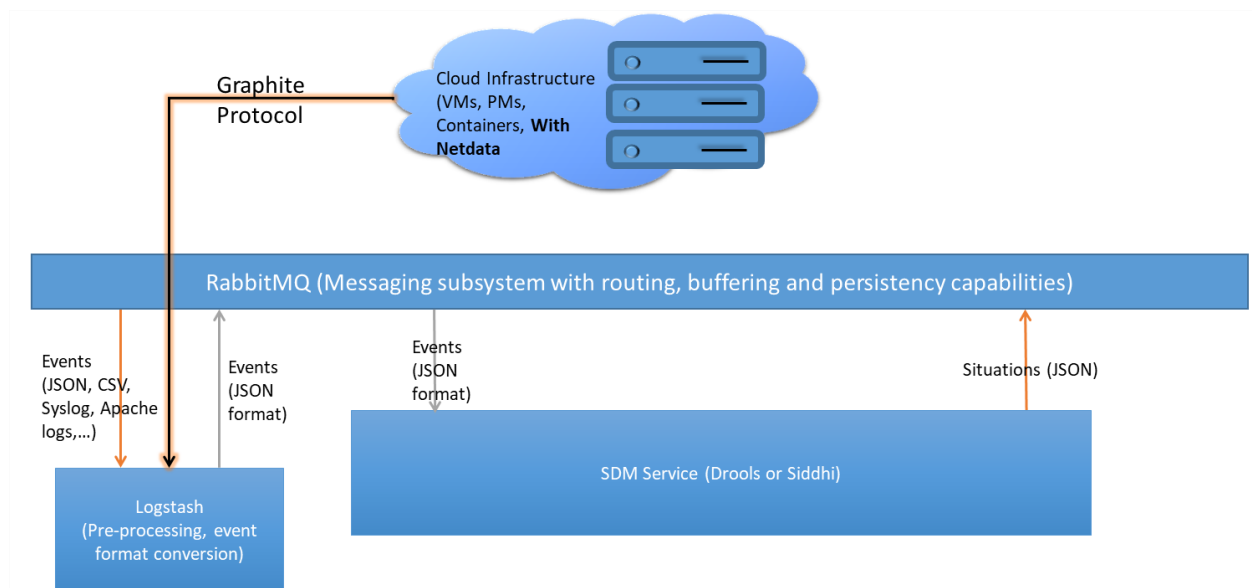 Graphite
Protocol
Cloud Infrastructure
(VMs, PMs,
Containers, With
Netdata
RabbitMQ (Messaging subsystem with routing, buffering and persistency capabilities)
Events
(JSON, CSV,
Syslog, Apache
logs,...)
Events
(JSON
format)
Events
(JSON
format)
Situations (JSON)
Logstash
(Pre-processing, event
format conversion)
SDM Service (Drools or Siddhi)